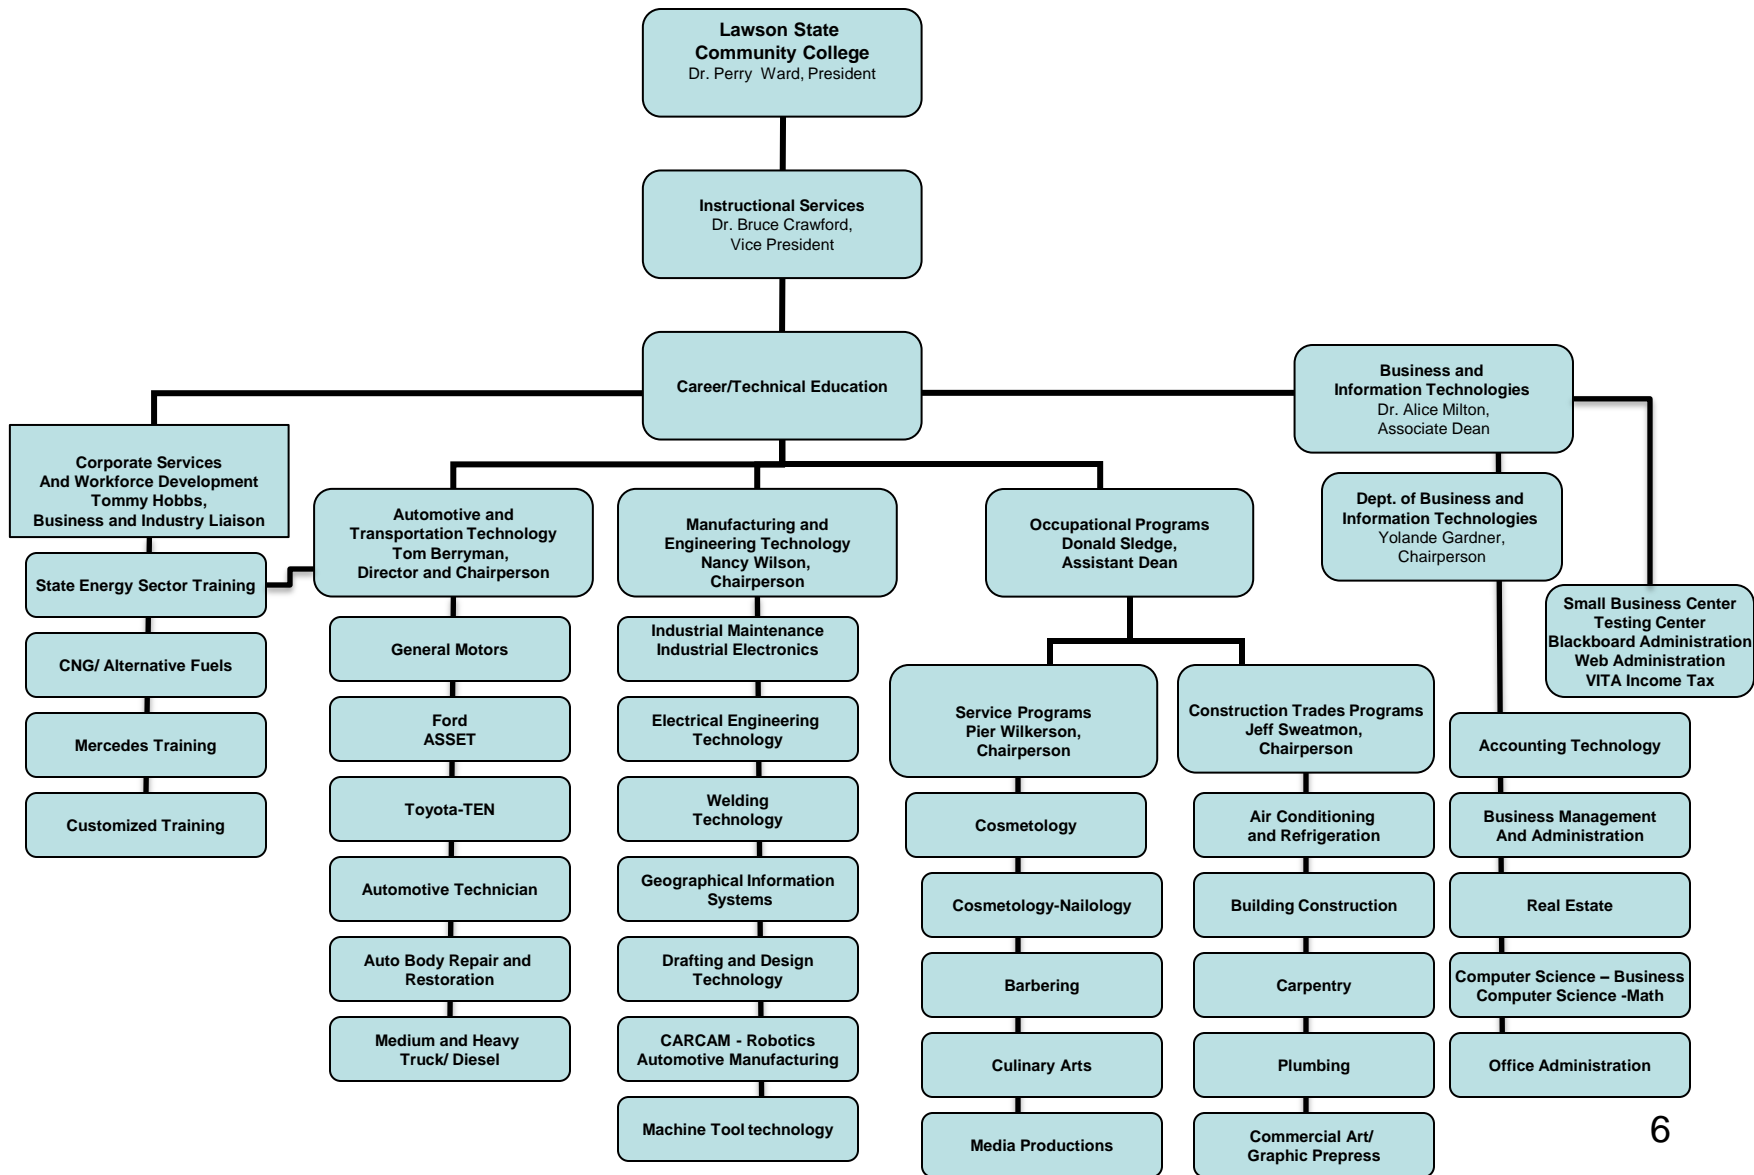 Lawson State
Community College
Dr. Perry  Ward, President
Instructional Services
Dr. Bruce Crawford,
Vice President
Career/Technical Education
Business and
Information Technologies
Dr. Alice Milton,
Associate Dean
Corporate Services
And Workforce Development
Tommy Hobbs,
Business and Industry Liaison
State Energy Sector Training
CNG/ Alternative Fuels
Mercedes Training
Customized Training
Automotive and
Transportation Technology
Tom Berryman,
Director and Chairperson
General Motors
Ford
ASSET
Toyota-TEN
Automotive Technician
Auto Body Repair and
Restoration
Medium and Heavy
Truck/ Diesel
Manufacturing and
Engineering Technology
Nancy Wilson,
Chairperson
Industrial Maintenance
Industrial Electronics
Electrical Engineering
Technology
Welding
Technology
Geographical Information
Systems
Drafting and Design
Technology
CARCAM - Robotics
Automotive Manufacturing
Machine Tool technology
Occupational Programs
Donald Sledge,
Assistant Dean
Service Programs
Pier Wilkerson,
Chairperson
Cosmetology
Cosmetology-Nailology
Barbering
Culinary Arts
Media Productions
Construction Trades Programs
Jeff Sweatmon,
Chairperson
Air Conditioning
and Refrigeration
Building Construction
Carpentry
Plumbing
Commercial Art/
Graphic Prepress
Dept. of Business and
Information Technologies
Yolande Gardner,
Chairperson
Accounting Technology
Business Management
And Administration
Real Estate
Computer Science – Business
Computer Science -Math
Office Administration
Small Business Center
Testing Center
Blackboard Administration
Web Administration
VITA Income Tax
6